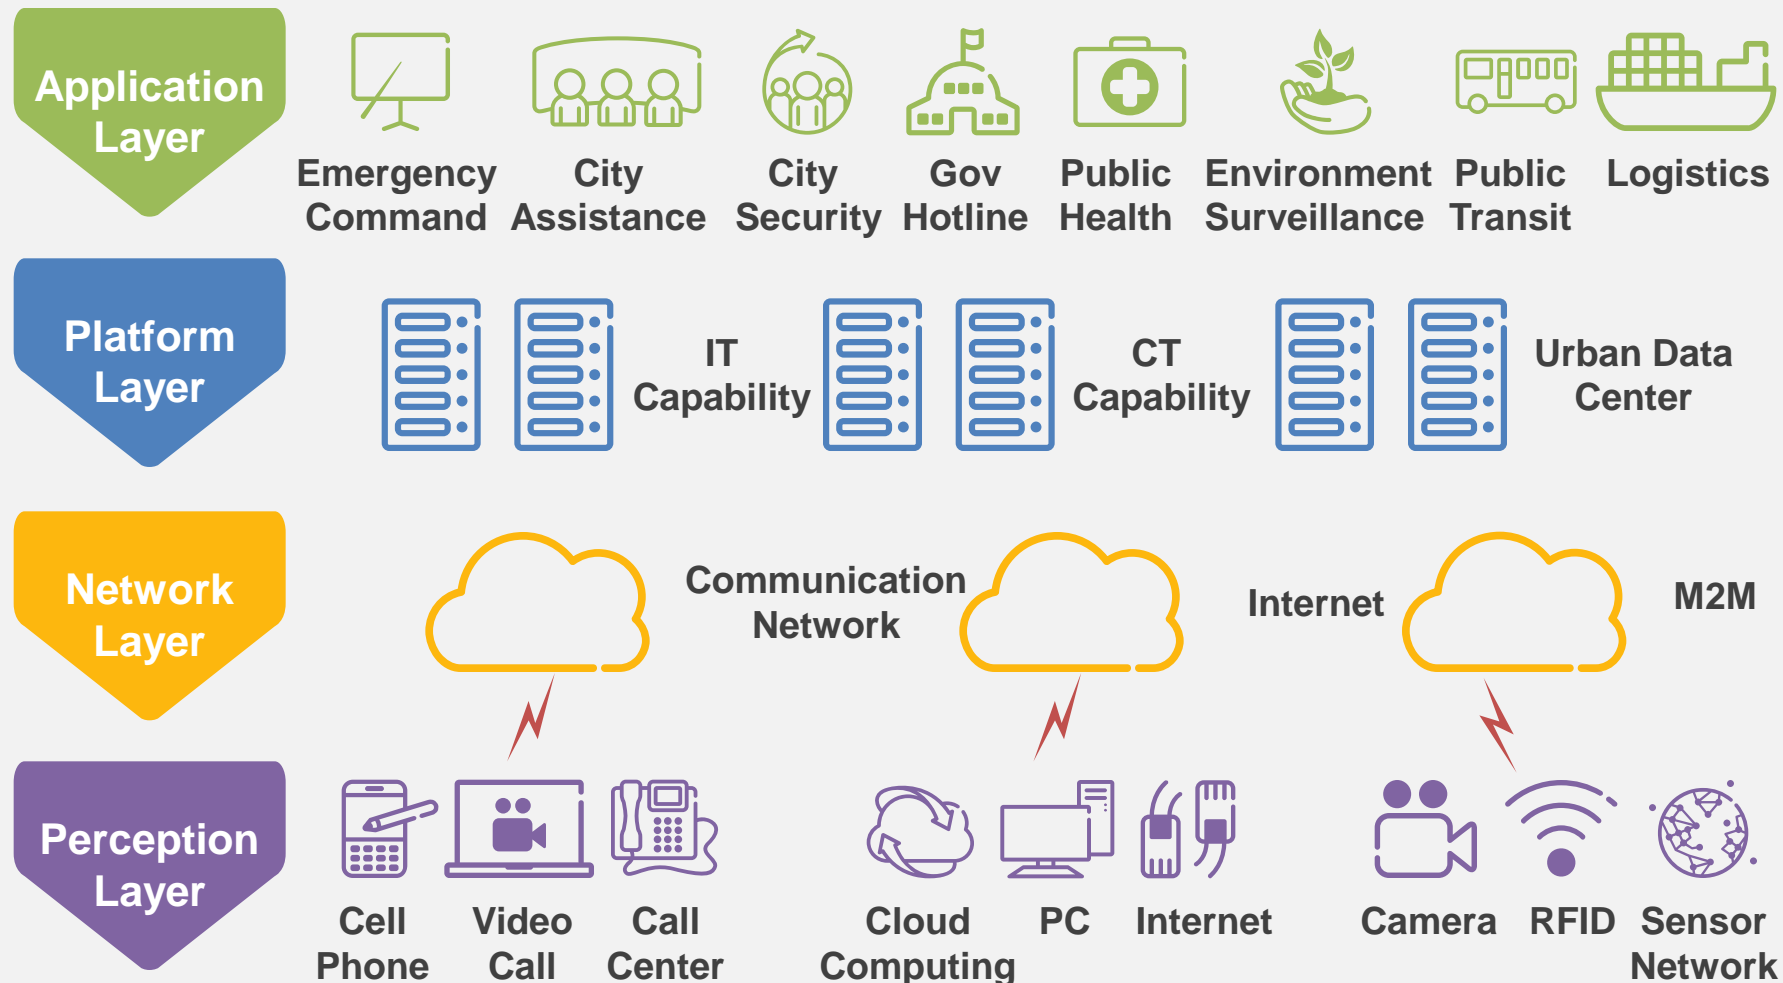 Application
Layer
Emergency
Command
City
Assistance
City
Security
Gov
Hotline
Public
Health
Environment
Surveillance
Public
Transit
Logistics
Platform
Layer
IT
Capability
CT
Capability
Urban Data
Center
Network
Layer
Communication
Network
Internet
M2M
Perception
Layer
Cell
Phone
Video
Call
Call
Center
Cloud
Computing
PC
Internet
Camera
RFID
Sensor
Network